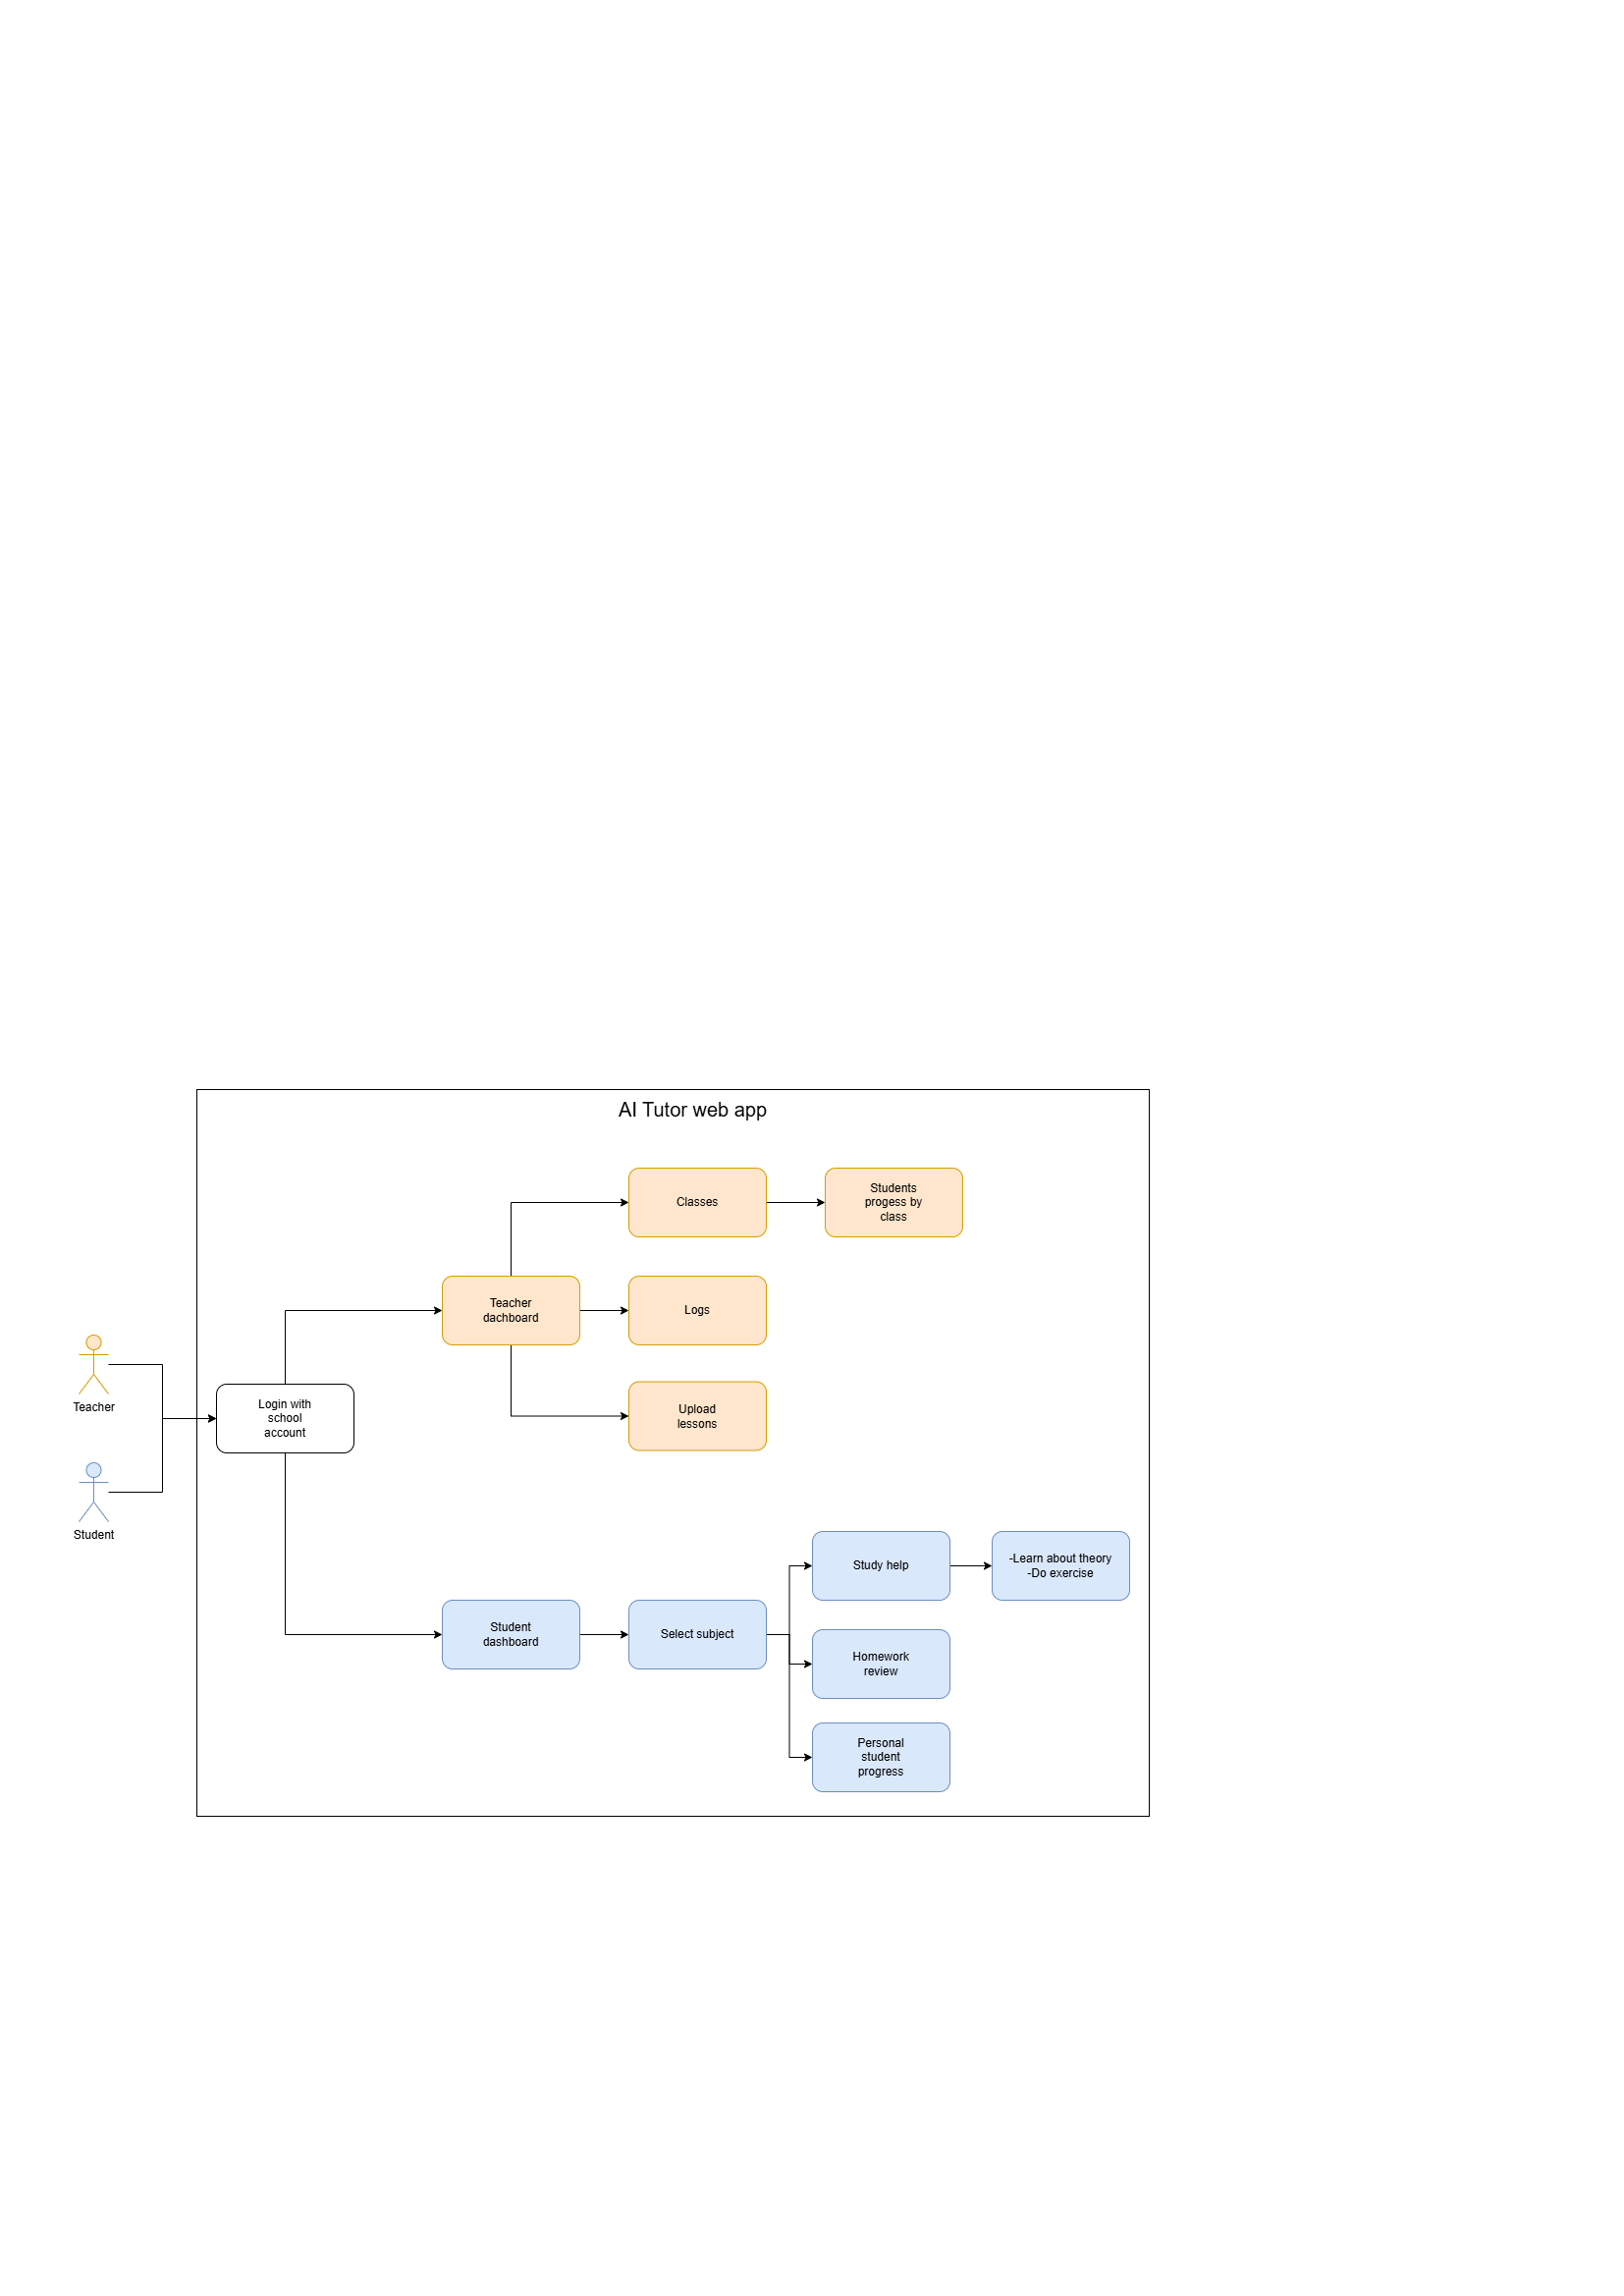 AI Tutor web app
Classes
Students
progess by
class
Teacher
dachboard
Logs
Teacher
Login with
school
account
Upload
lessons
Student
Study help
-Learn about theory
-Do exercise
Student
dashboard
Select subject
Homework
review
Personal
student
progress